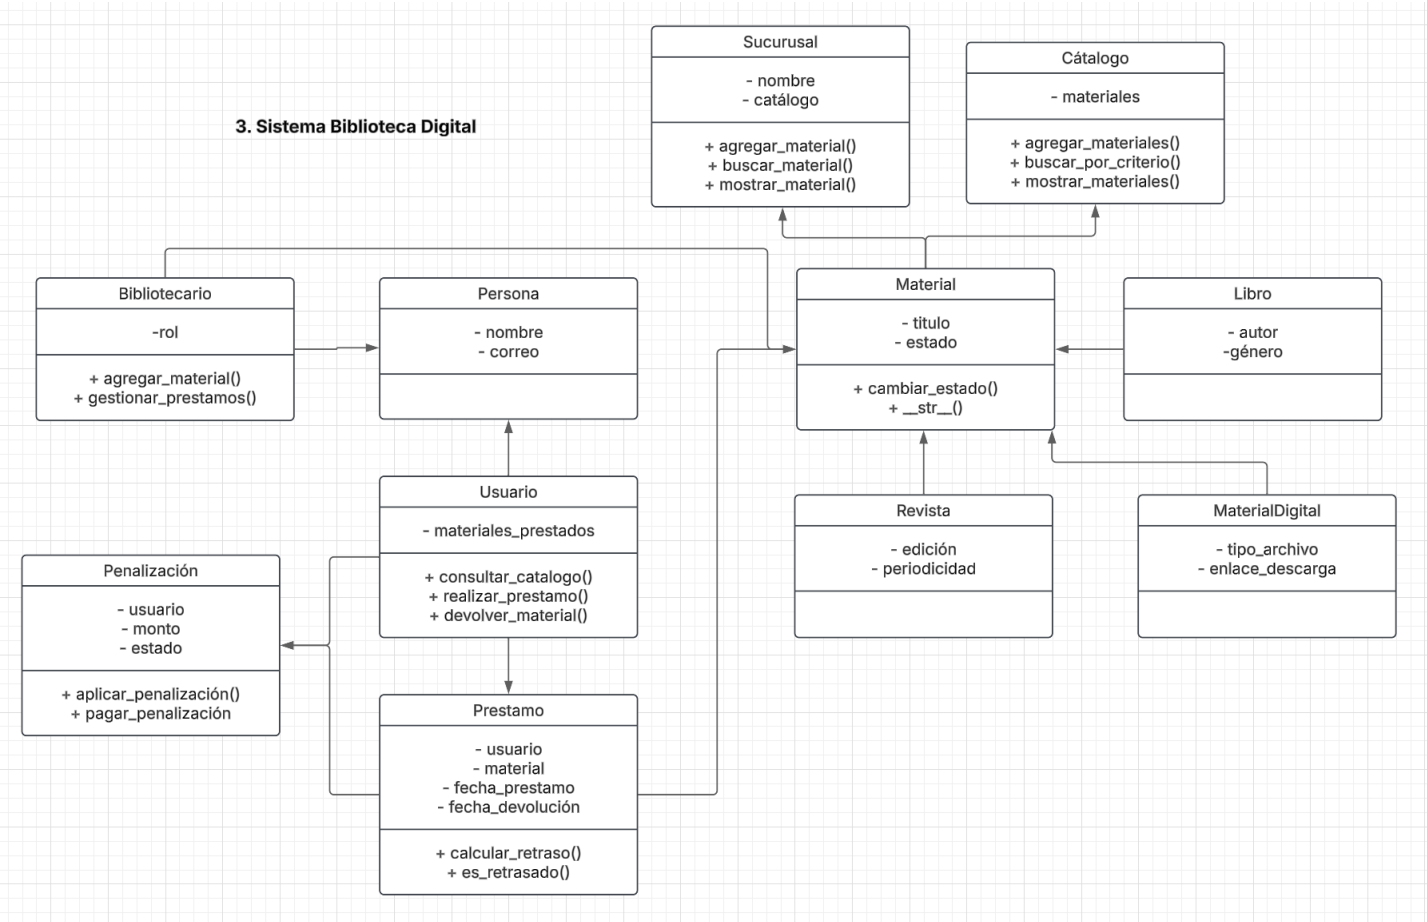 3. Sistema Biblioteca Digital
Sucurusal
- nombre
- catálogo
+ agregar_material()
+ buscar_material()
+ mostrar_material()
Cátalogo
- materiales
+ agregar_materiales()
+ buscar_por_criterio()
+ mostrar_materiales()
Bibliotecario
-rol
+ agregar_material()
+ gestionar_prestamos()
Persona
- nombre
- correo
Material
- titulo
- estado
+ cambiar_estado()
+ __str__()
Libro
- autor
-género
Usuario
- materiales_prestados
+ consultar_catalogo()
+ realizar_prestamo()
+ devolver_material()
Revista
- edición
- periodicidad
MaterialDigital
- tipo_archivo
- enlace_descarga
Penalización
- usuario
- monto
- estado
+ aplicar_penalización()
+ pagar_penalización
Prestamo
- usuario
- material
- fecha_prestamo
- fecha_devolución
+ calcular_retraso()
+ es_retrasado()